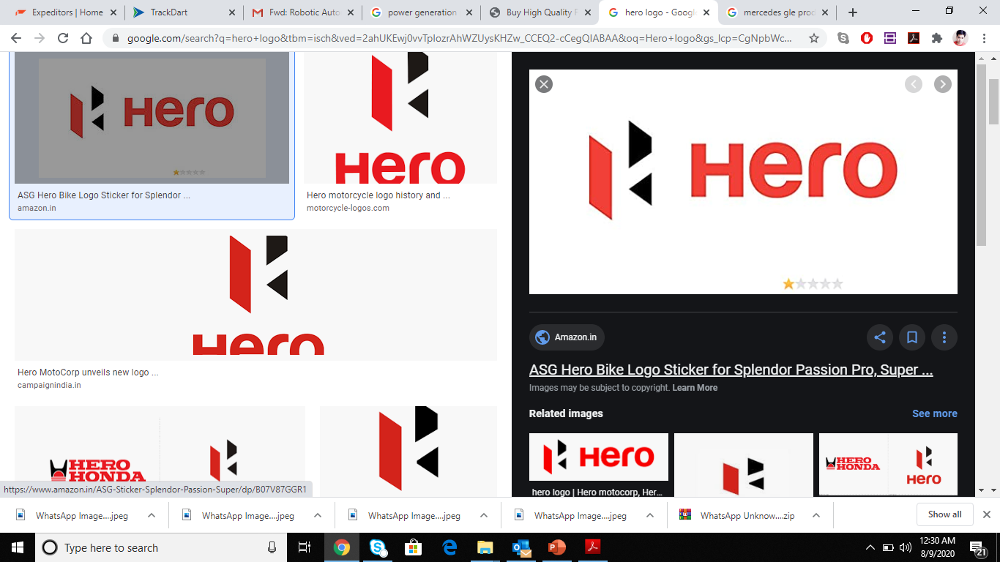 Expeditors | Home
TrackDart
Fwd: Robotic Auto
power generation
Buy High Quality F
hero logo - Googl
mercedes gle prod
google.com/search?q=hero+logo&tbm=isch&ved=2ahUKEwj0vvTplozrAhWZUysKHZw_CCEQ2-cCegQIABAA&oq=Hero+logo&gs_lcp=CgNpbWc...
Hero
ASG Hero Bike Logo Sticker for Splendor ...
amazon.in
Hero
Hero motorcycle logo history and ...
motorcycle-logos.com
Hero
Hero MotoCorp unveils new logo ...
campaignindia.in
HERO
HONDA
https://www.amazon.in/ASG-Sticker-Splendor-Passion-Super/dp/B07V87GGR1
Hero
Amazon.in
ASG Hero Bike Logo Sticker for Splendor Passion Pro, Super ...
Images may be subject to copyright. Learn More
Related images
See more
Hero
hero logo | Hero motocorp, Her...
HERO
HONDA
Hero
WhatsApp Image....jpeg
WhatsApp Image....jpeg
WhatsApp Image....jpeg
WhatsApp Image....jpeg
WhatsApp Unknow....zip
Show all
Type here to search
12:30 AM
8/9/2020
21